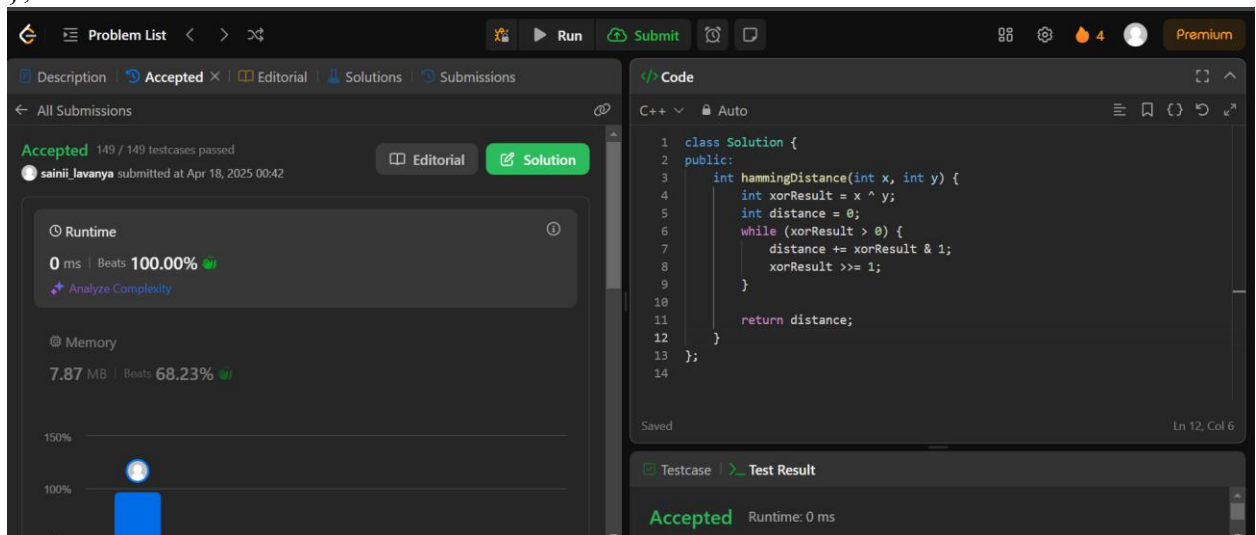 };
Problem List
Run
Submit
4
Premium
Description | Accepted × | Editorial | Solutions | Submissions
← All Submissions
Accepted 149 / 149 testcases passed
sainii_lavanya submitted at Apr 18, 2025 00:42
Editorial
Solution
Runtime
0 ms | Beats 100.00%
Analyze Complexity
Memory
7.87 MB | Beats 68.23%
150%
100%
</> Code
C++ Auto
1 class Solution {
2 public:
3     int hammingDistance(int x, int y) {
4         int xorResult = x ^ y;
5         int distance = 0;
6         while (xorResult > 0) {
7             distance += xorResult & 1;
8             xorResult >>= 1;
9         }
10
11         return distance;
12     }
13 };
14
Saved
Ln 12, Col 6
Testcase | >_ Test Result
Accepted Runtime: 0 ms